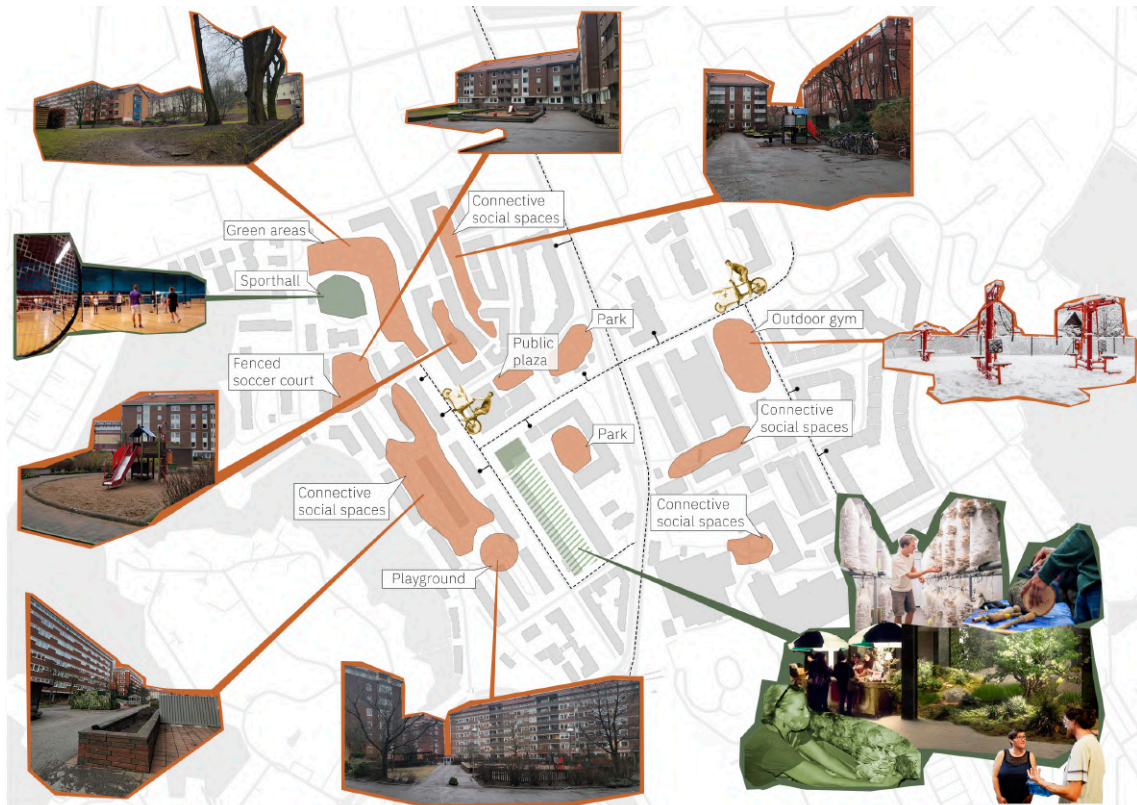 Connective
social spaces
Green areas
Sporthall
Park
Outdoor gym
Public
plaza
Fenced
soccer court
Connective
social spaces
Park
Connective
social spaces
Connective
social spaces
Playground